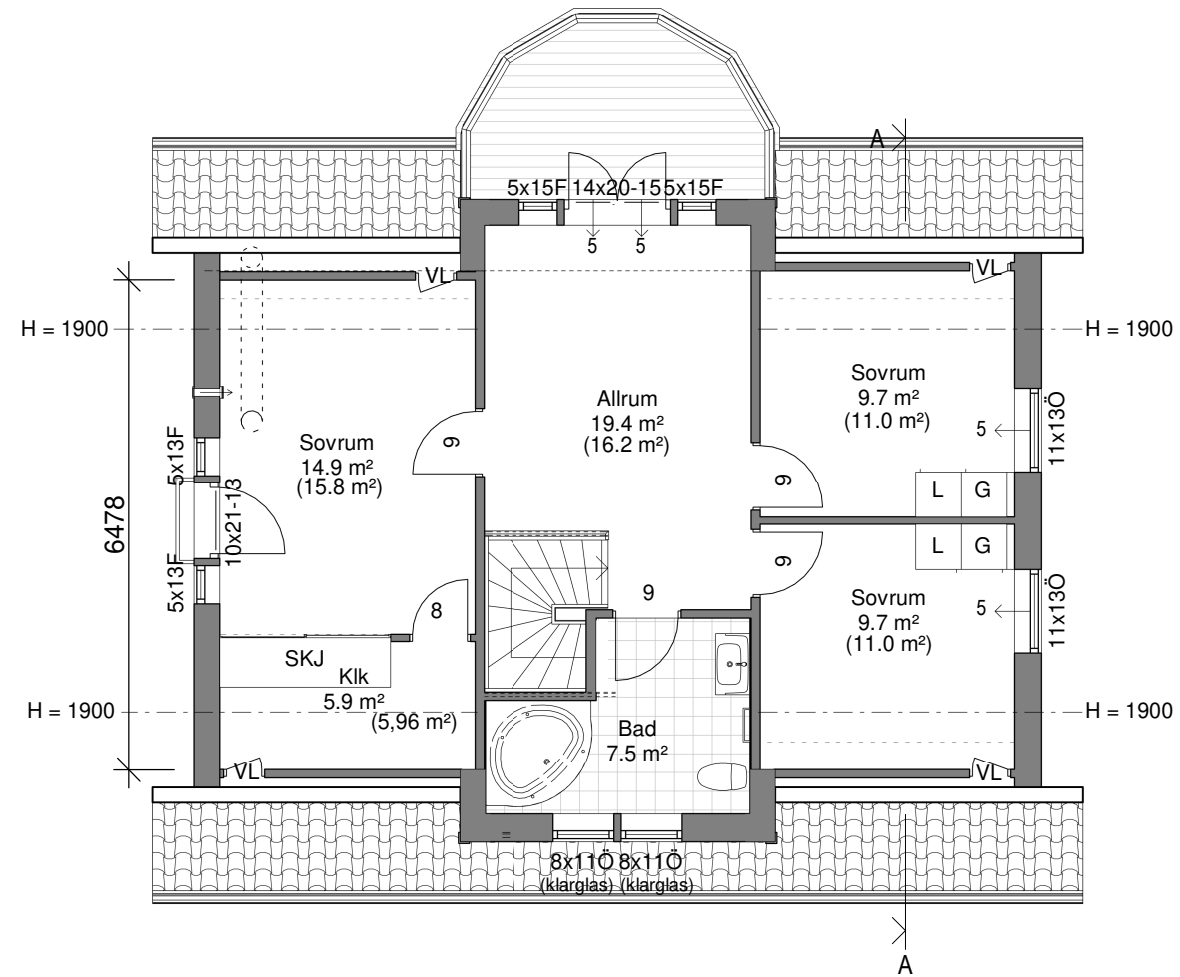 A
5x15F 14x20-15 5x15F
5 5
VL VL
H = 1900 H = 1900
Sovrum
9.7 m²
(11.0 m²)
Allrum
19.4 m²
(16.2 m²)
11x13Ö
5
Sovrum
14.9 m²
(15.8 m²)
9
5x13F
9
L G
10x21-13
6478
L G
9
5x13F
8
9
Sovrum
9.7 m²
(11.0 m²)
5
11x13Ö
SKJ
Klk
5.9 m²
(5,96 m²)
H = 1900 H = 1900
Bad
7.5 m²
VL VL
8x11Ö 8x11Ö
(klarglas) (klarglas)
A